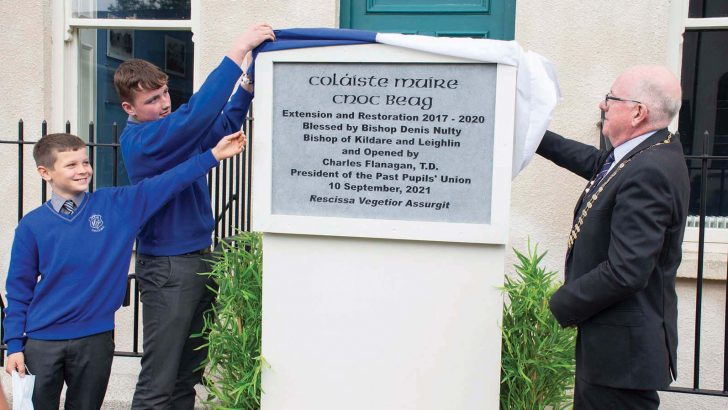 coláiste muire
cnoc beag
Extension and Restoration 2017 - 2020
Blessed by Bishop Denis Nulty
Bishop of Kildare and Leighlin
and Opened by
Charles Flanagan, T.D.
President of the Past Pupils' Union
10 September, 2021
Rescissa Vegetior Assurgit